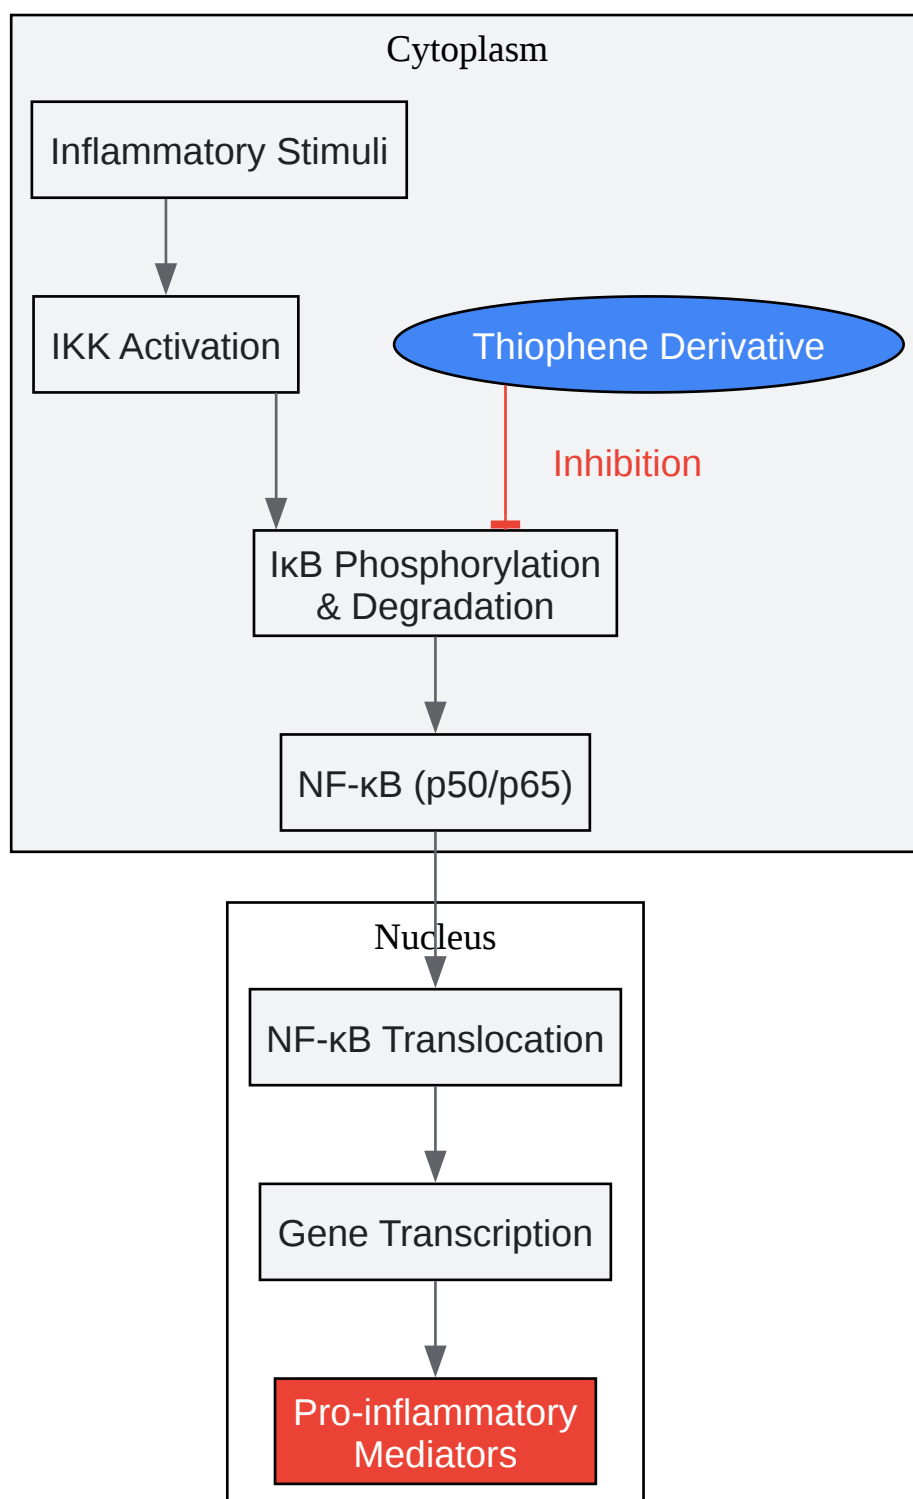 Cytoplasm
Inflammatory Stimuli
IKK Activation
Thiophene Derivative
Inhibition
IκB Phosphorylation
& Degradation
NF-κB (p50/p65)
Nucleus
NF-κB Translocation
Gene Transcription
Pro-inflammatory
Mediators